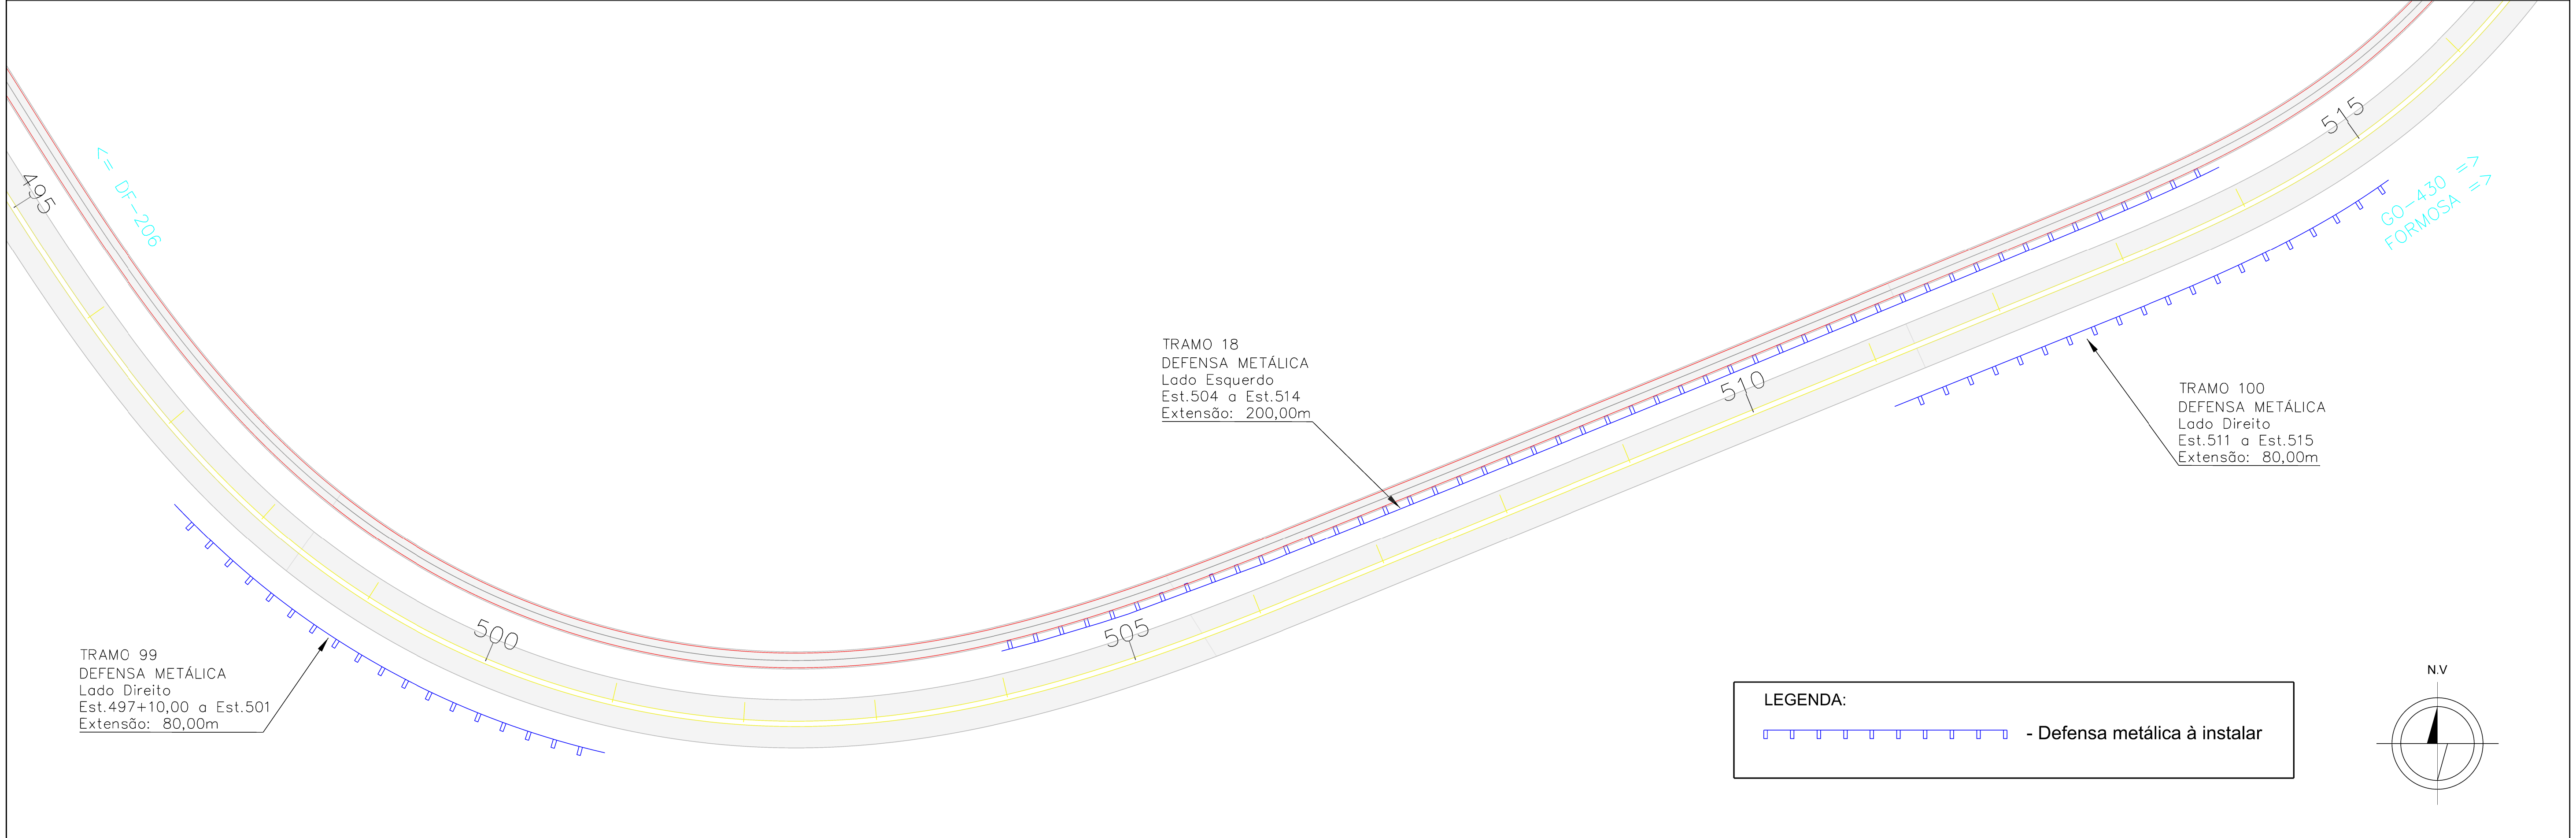 495
<= DF-206
515
GO-430 =>
FORMOSA =>
TRAMO 18
DEFENSA METÁLICA
Lado Esquerdo
Est.504 a Est.514
Extensão: 200,00m
510
TRAMO 100
DEFENSA METÁLICA
Lado Direito
Est.511 a Est.515
Extensão: 80,00m
500
505
TRAMO 99
DEFENSA METÁLICA
Lado Direito
Est.497+10,00 a Est.501
Extensão: 80,00m
LEGENDA:
- Defensa metálica à instalar
N.V